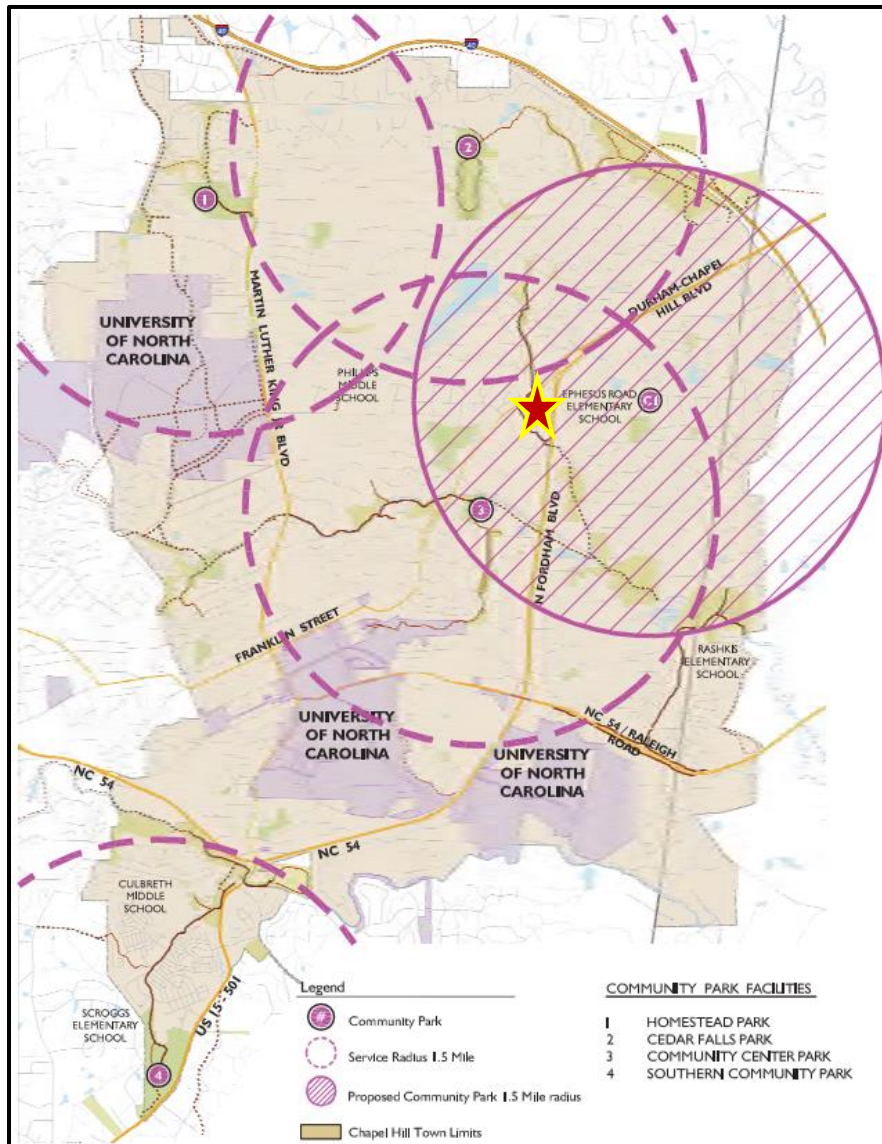 40
40
2
1
DURHAM-CHAPEL
HILL BLVD
UNIVERSITY
OF NORTH
CAROLINA
MARTIN LUTHER KING JR BLVD
PHILLIPS
MIDDLE
SCHOOL
EPHESUS ROAD
ELEMENTARY
SCHOOL
C1
3
N FORDHAM BLVD
FRANKLIN STREET
RASHKIS
ELEMENTARY
SCHOOL
UNIVERSITY
OF NORTH
CAROLINA
NC 54 / RALEIGH
ROAD
UNIVERSITY
OF NORTH
CAROLINA
NC 54
NC 54
CULBRETH
MIDDLE
SCHOOL
US 15 - 501
SCROGGS
ELEMENTARY
SCHOOL
4
Legend
# Community Park
Service Radius 1.5 Mile
Proposed Community Park 1.5 Mile radius
Chapel Hill Town Limits
COMMUNITY PARK FACILITIES
1 HOMESTEAD PARK
2 CEDAR FALLS PARK
3 COMMUNITY CENTER PARK
4 SOUTHERN COMMUNITY PARK